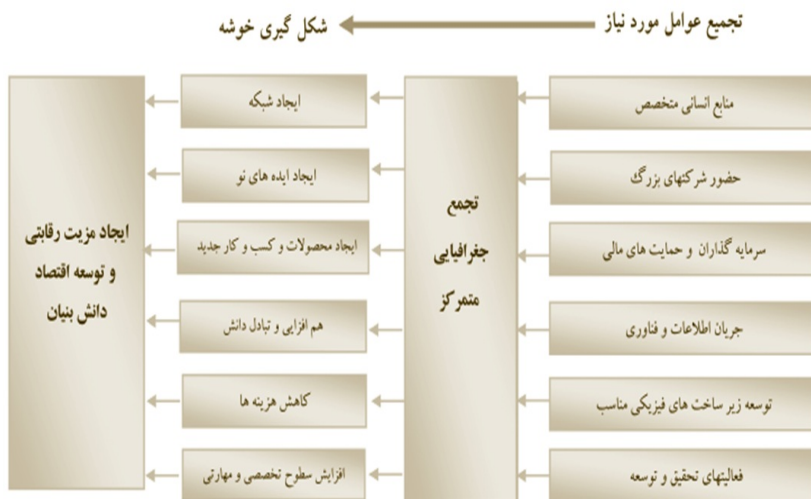 تجمیع عوامل مورد نیاز
شکل گیری خوشه
منابع انسانی متخصص
حضور شرکتهای بزرگ
سرمایه گذاران و حمایت های مالی
جریان اطلاعات و فناوری
توسعه زیر ساخت های فیزیکی مناسب
فعالیتهای تحقیق و توسعه
تجمع
جغرافیایی
متمرکز
ایجاد شبکه
ایجاد ایده های نو
ایجاد محصولات و کسب و کار جدید
هم افزایی و تبادل دانش
کاهش هزینه ها
افزایش سطوح تخصصی و مهارتی
ایجاد مزیت رقابتی
و توسعه اقتصاد
دانش بنیان